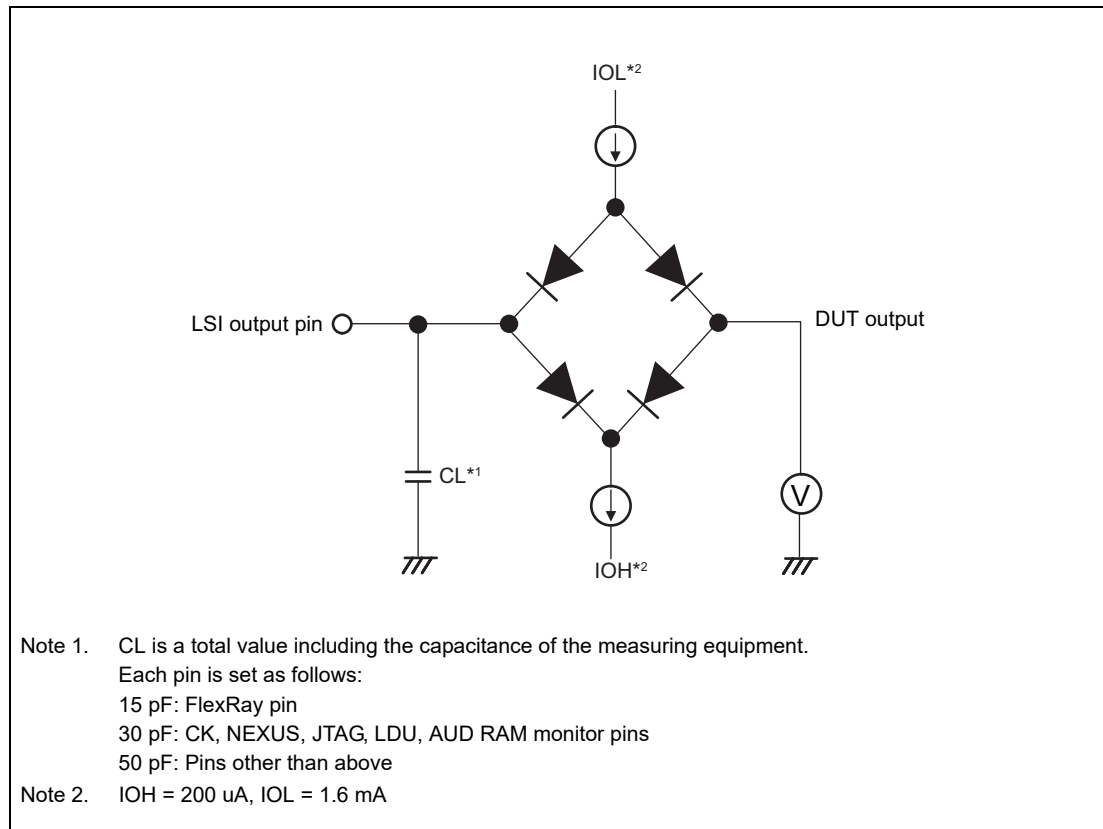 IOL*2
LSI output pin
DUT output
CL*1
V
IOH*2
Note 1. CL is a total value including the capacitance of the measuring equipment.
Each pin is set as follows:
15 pF: FlexRay pin
30 pF: CK, NEXUS, JTAG, LDU, AUD RAM monitor pins
50 pF: Pins other than above
Note 2. IOH = 200 uA, IOL = 1.6 mA